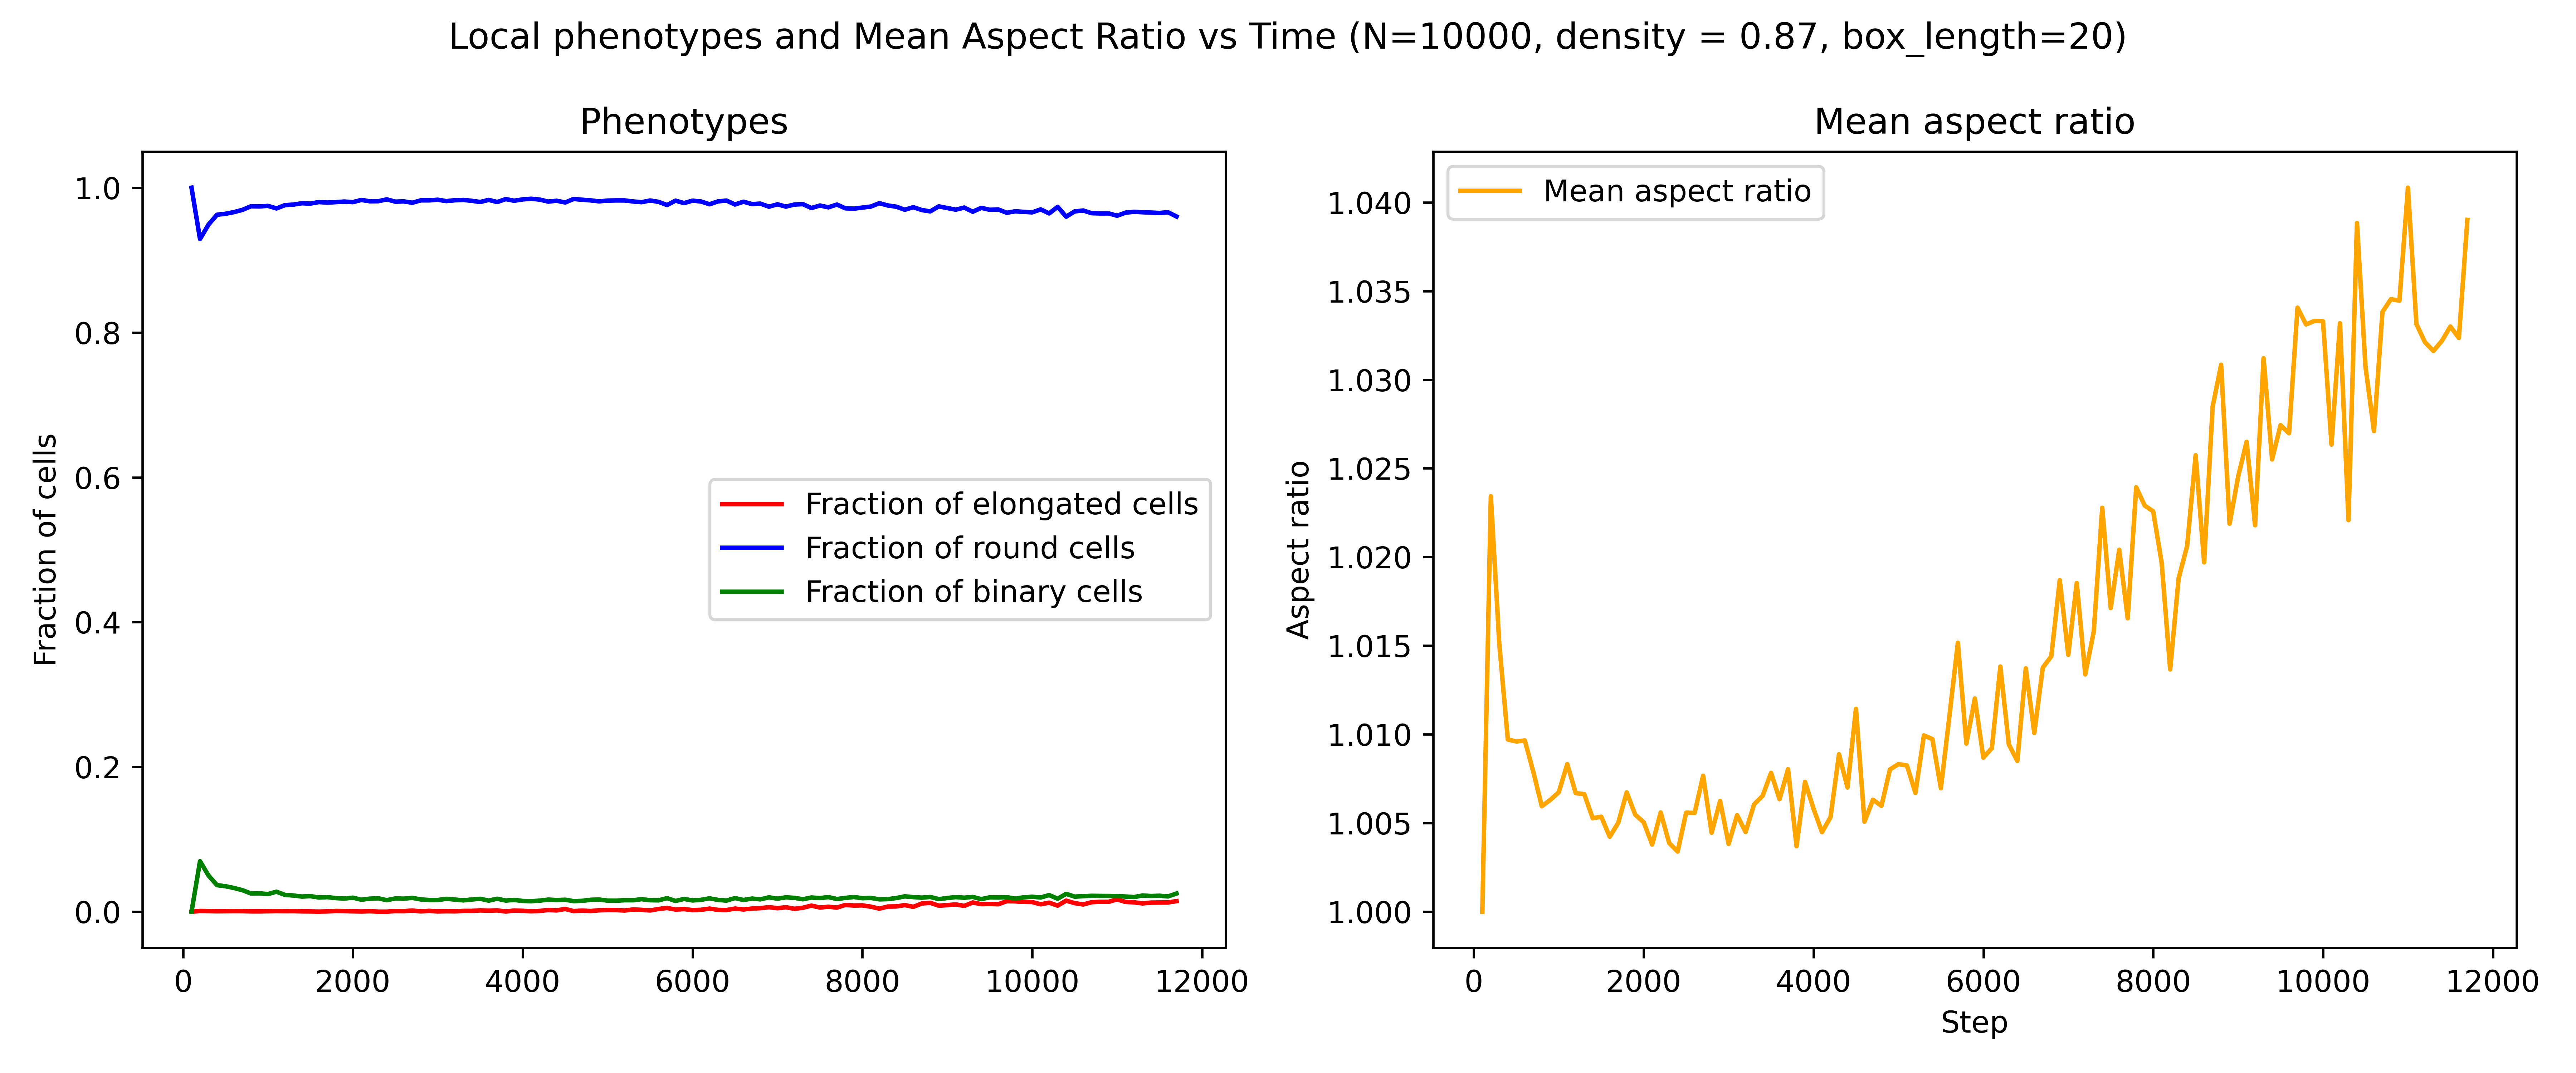 Local phenotypes and Mean Aspect Ratio vs Time (N=10000, density = 0.87, box_length=20)
Phenotypes
Fraction of cells
1.0
0.8
0.6
0.4
0.2
0.0
Fraction of elongated cells
Fraction of round cells
Fraction of binary cells
0 2000 4000 6000 8000 10000 12000
Mean aspect ratio
Mean aspect ratio
Aspect ratio
1.040
1.035
1.030
1.025
1.020
1.015
1.010
1.005
1.000
0 2000 4000 6000 8000 10000 12000
Step